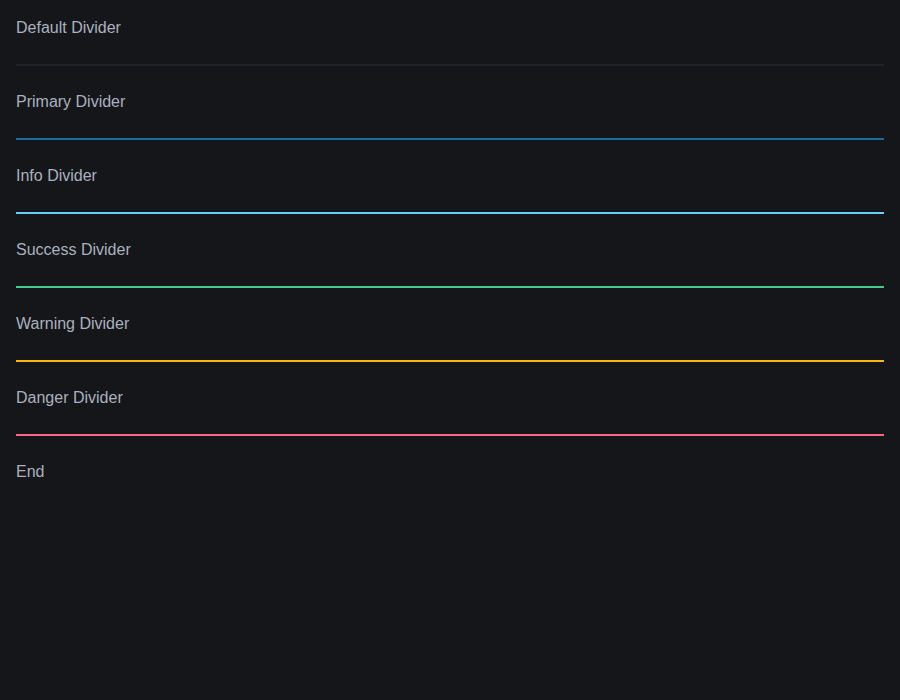 Default Divider
Primary Divider
Info Divider
Success Divider
Warning Divider
Danger Divider
End